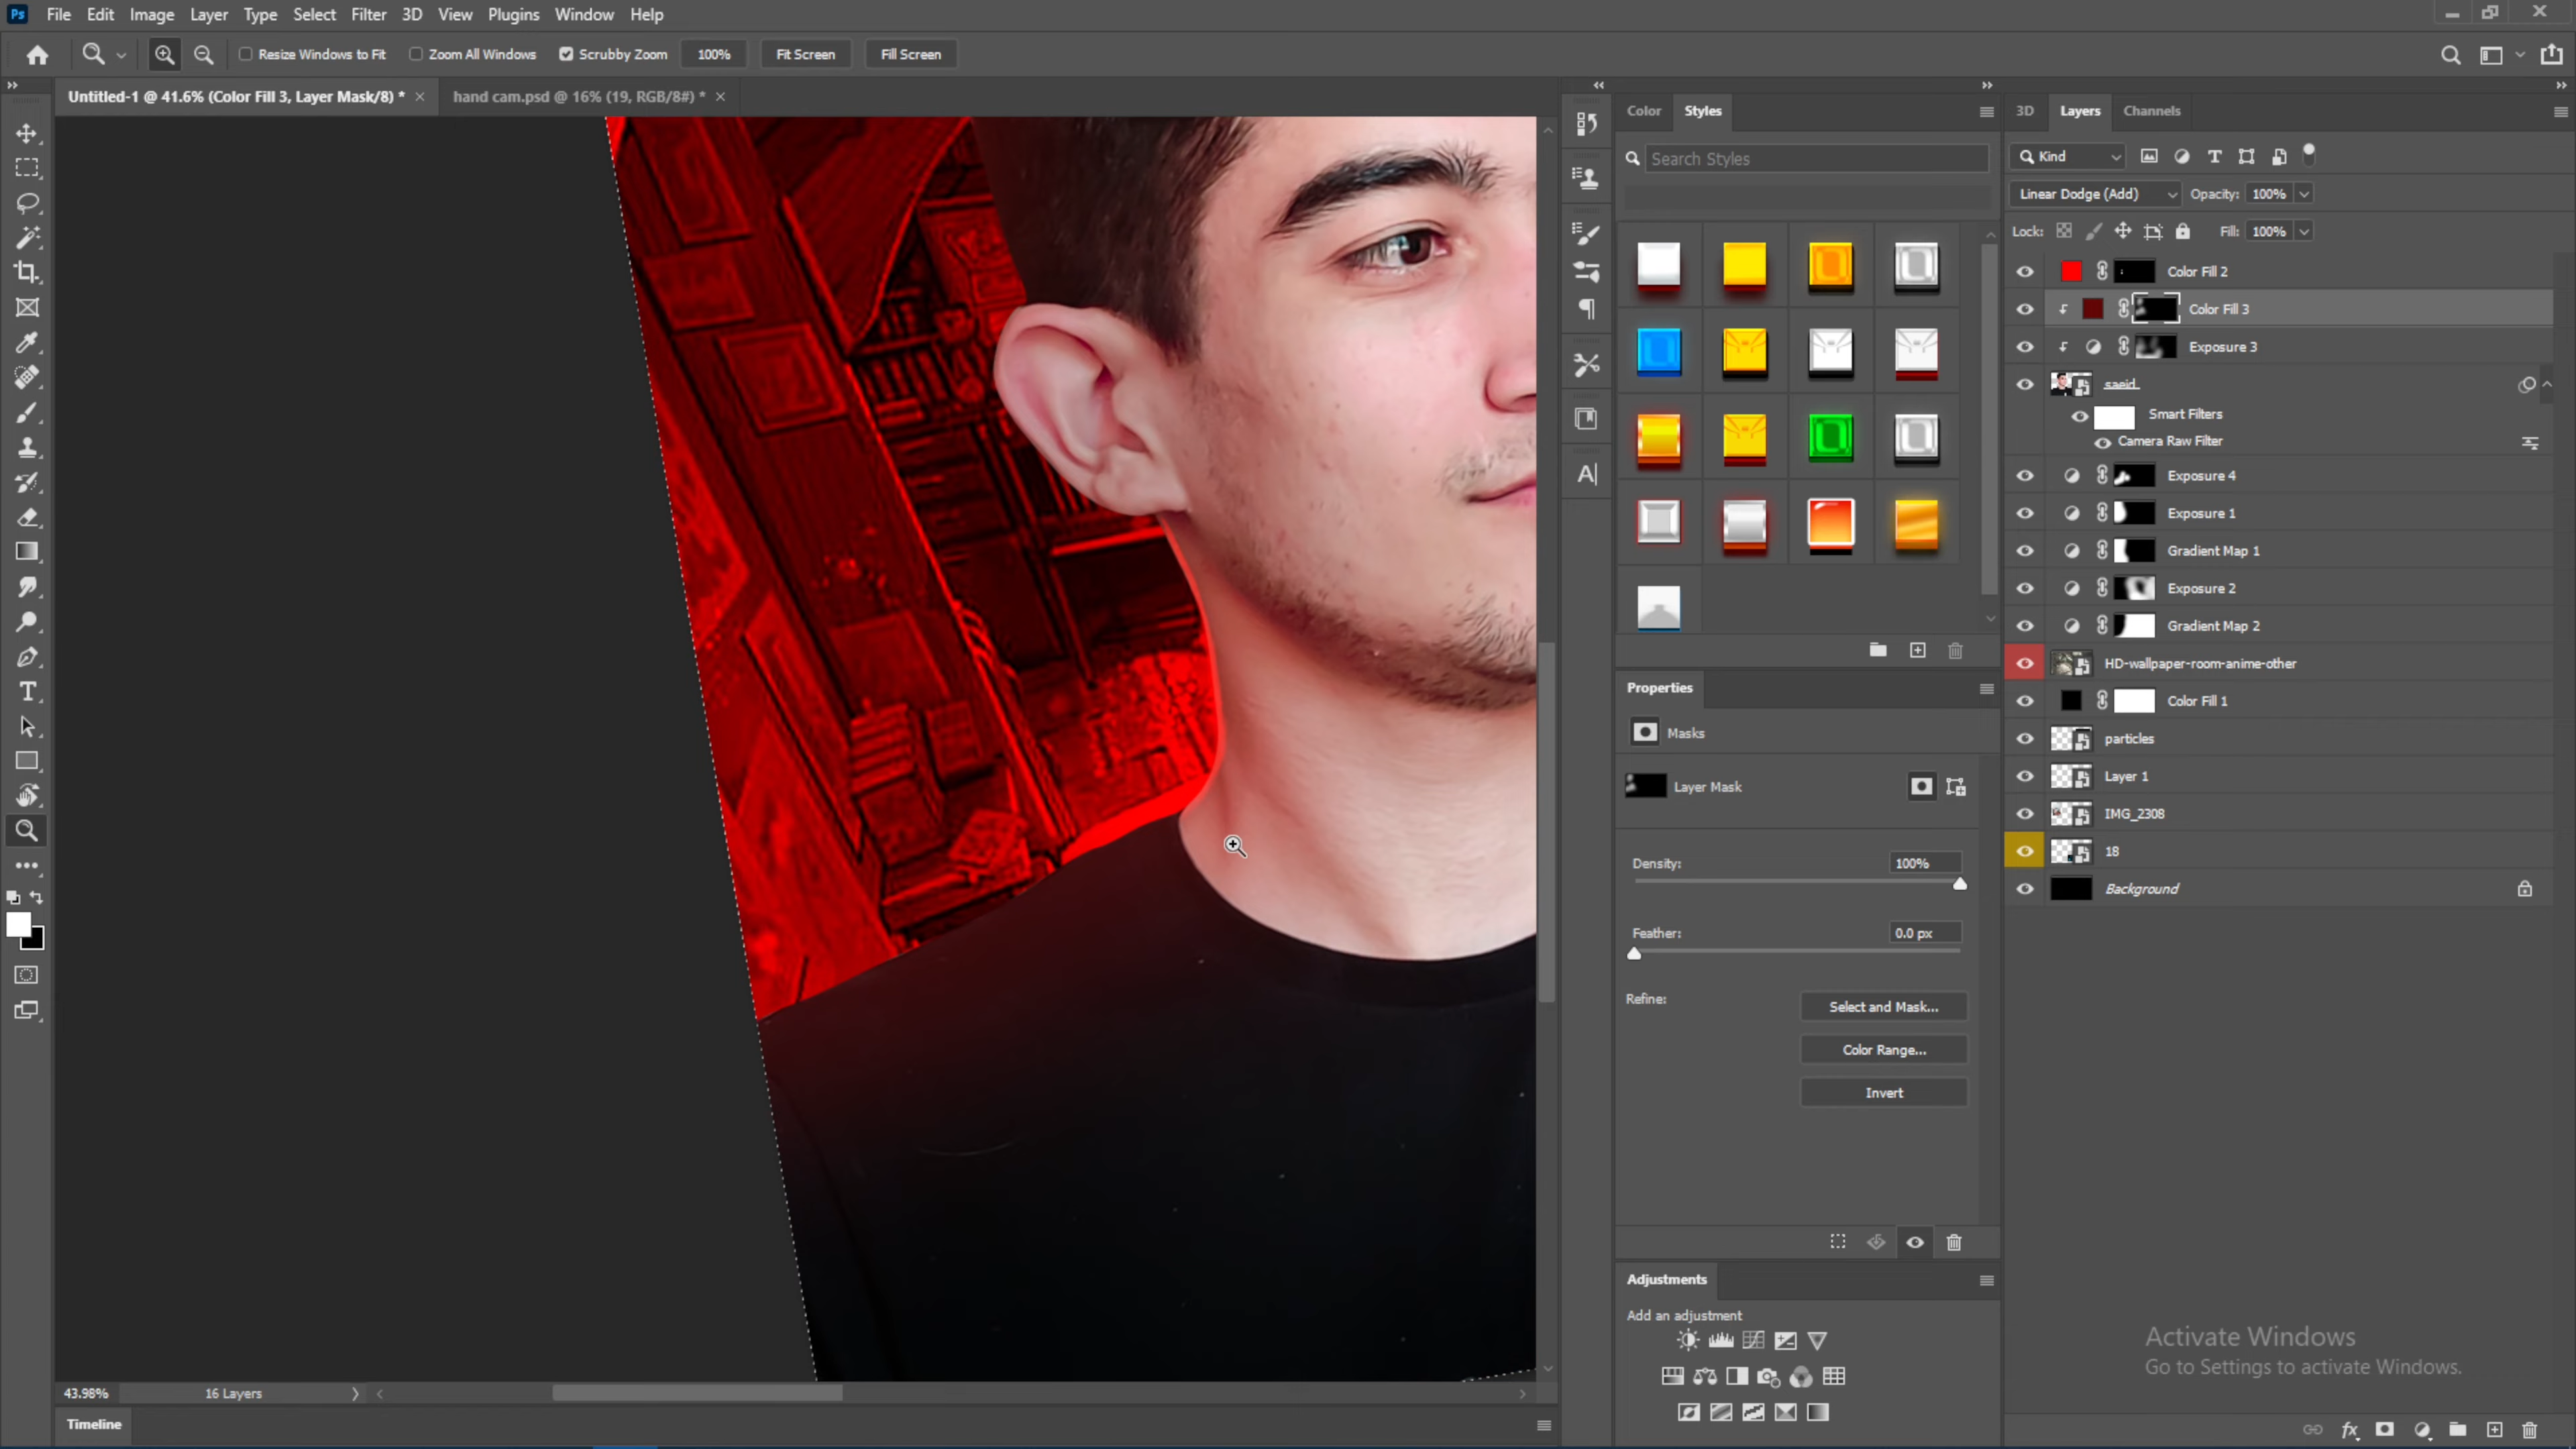 Ps File Edit Image Layer Type Select Filter 3D View Plugins Window Help
Resize Windows to Fit Zoom All Windows Scrubby Zoom 100% Fit Screen Fill Screen
Untitled-1 @ 41.6% (Color Fill 3, Layer Mask/8) * × hand cam.psd @ 16% (19, RGB/8#) * ×
Color Styles
Search Styles
Properties
Masks
Layer Mask
Density: 100%
Feather: 0.0 px
Refine:
Select and Mask...
Color Range...
Invert
Adjustments
Add an adjustment
3D Layers Channels
Kind
Linear Dodge (Add) Opacity: 100%
Lock: Fill: 100%
Color Fill 2
Color Fill 3
Exposure 3
saeid
Smart Filters
Camera Raw Filter
Exposure 4
Exposure 1
Gradient Map 1
Exposure 2
Gradient Map 2
HD-wallpaper-room-anime-other
Color Fill 1
particles
Layer 1
IMG_2308
18
Background
Activate Windows
Go to Settings to activate Windows.
43.98% 16 Layers
Timeline